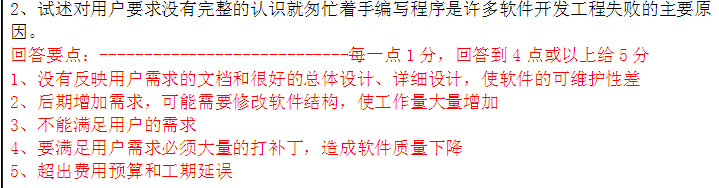 2、试述对用户要求没有完整的认识就匆忙着手编写程序是许多软件开发工程失败的主要原
因。
回答要点：----------------------------每一点1分，回答到4点或以上给5分
1、没有反映用户需求的文档和很好的总体设计、详细设计，使软件的可维护性差
2、后期增加需求，可能需要修改软件结构，使工作量大量增加
3、不能满足用户的需求
4、要满足用户需求必须大量的打补丁，造成软件质量下降
5、超出费用预算和工期延误